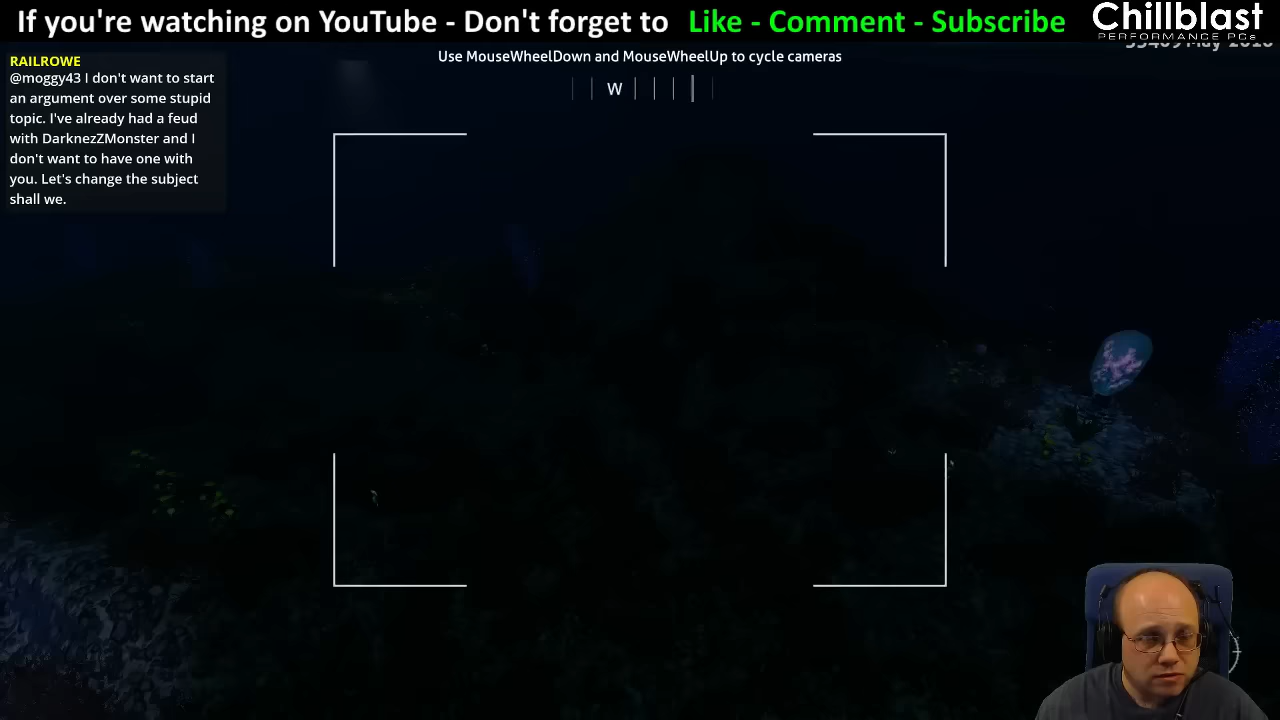 If you're watching on YouTube - Don't forget to Like - Comment - Subscribe
Chillblast
PERFORMANCE PCs
Use MouseWheelDown and MouseWheelUp to cycle cameras
W
RAILROWE
@moggy43 I don't want to start
an argument over some stupid
topic. I've already had a feud
with DarknezZMonster and I
don't want to have one with
you. Let's change the subject
shall we.